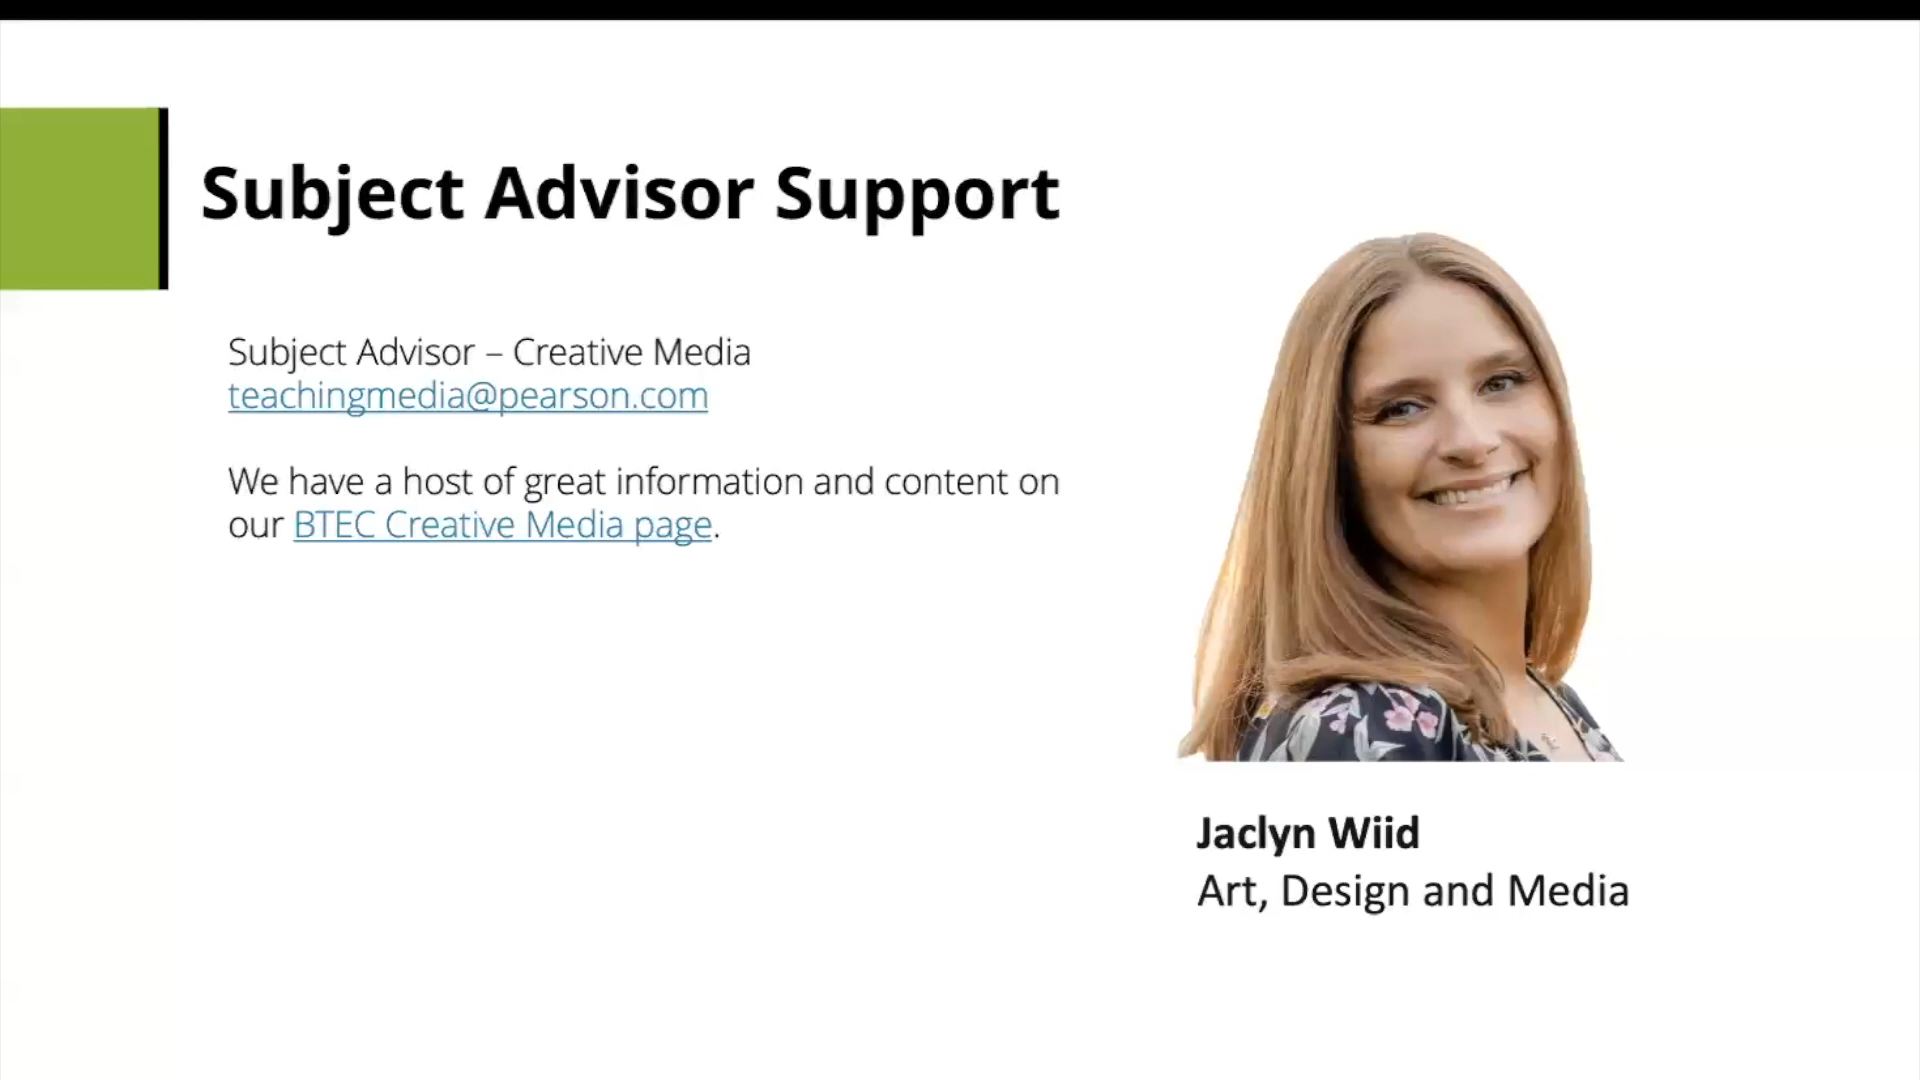 Subject Advisor Support
Subject Advisor – Creative Media
teachingmedia@pearson.com
We have a host of great information and content on
our BTEC Creative Media page.
Jaclyn Wiid
Art, Design and Media